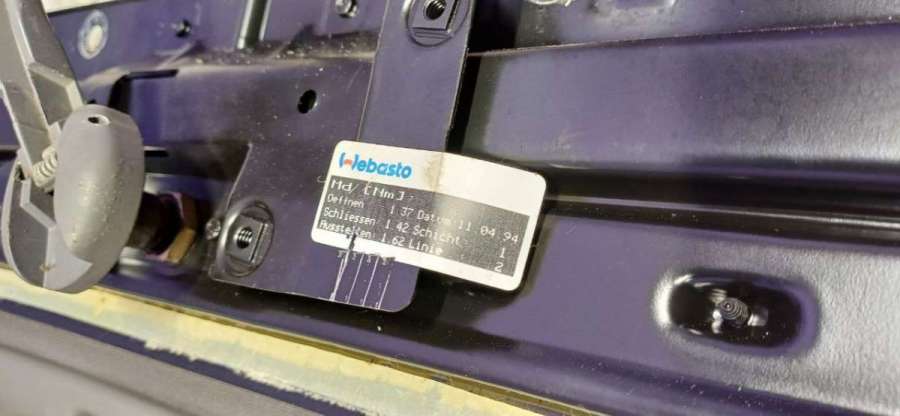 Webasto
Md/ [Nm]
Oeffnen 1.37 Datum:11.04.94
Schliessen 1.42 Schicht 1
Ausstellen 1.62 Linie 2